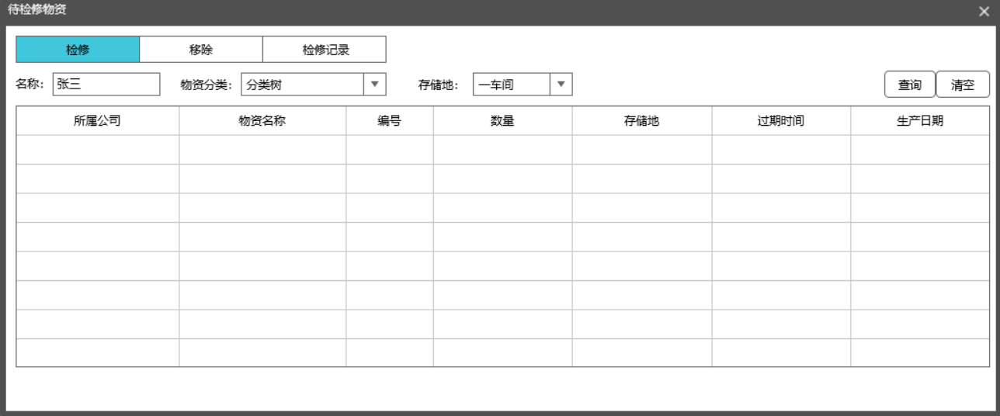 待检修物资
检修 移除 检修记录
名称: 张三 物资分类: 分类树 存储地: 一车间 查询 清空
所属公司 物资名称 编号 数量 存储地 过期时间 生产日期